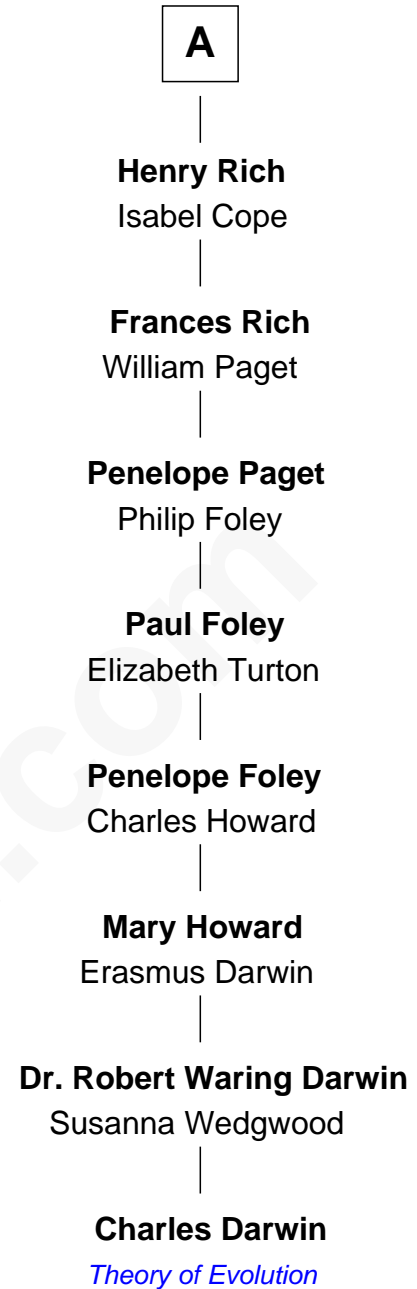 A
Henry Rich
Isabel Cope
Frances Rich
William Paget
Penelope Paget
Philip Foley
Paul Foley
Elizabeth Turton
Penelope Foley
Charles Howard
Mary Howard
Erasmus Darwin
Dr. Robert Waring Darwin
Susanna Wedgwood
Charles Darwin
Theory of Evolution
.com